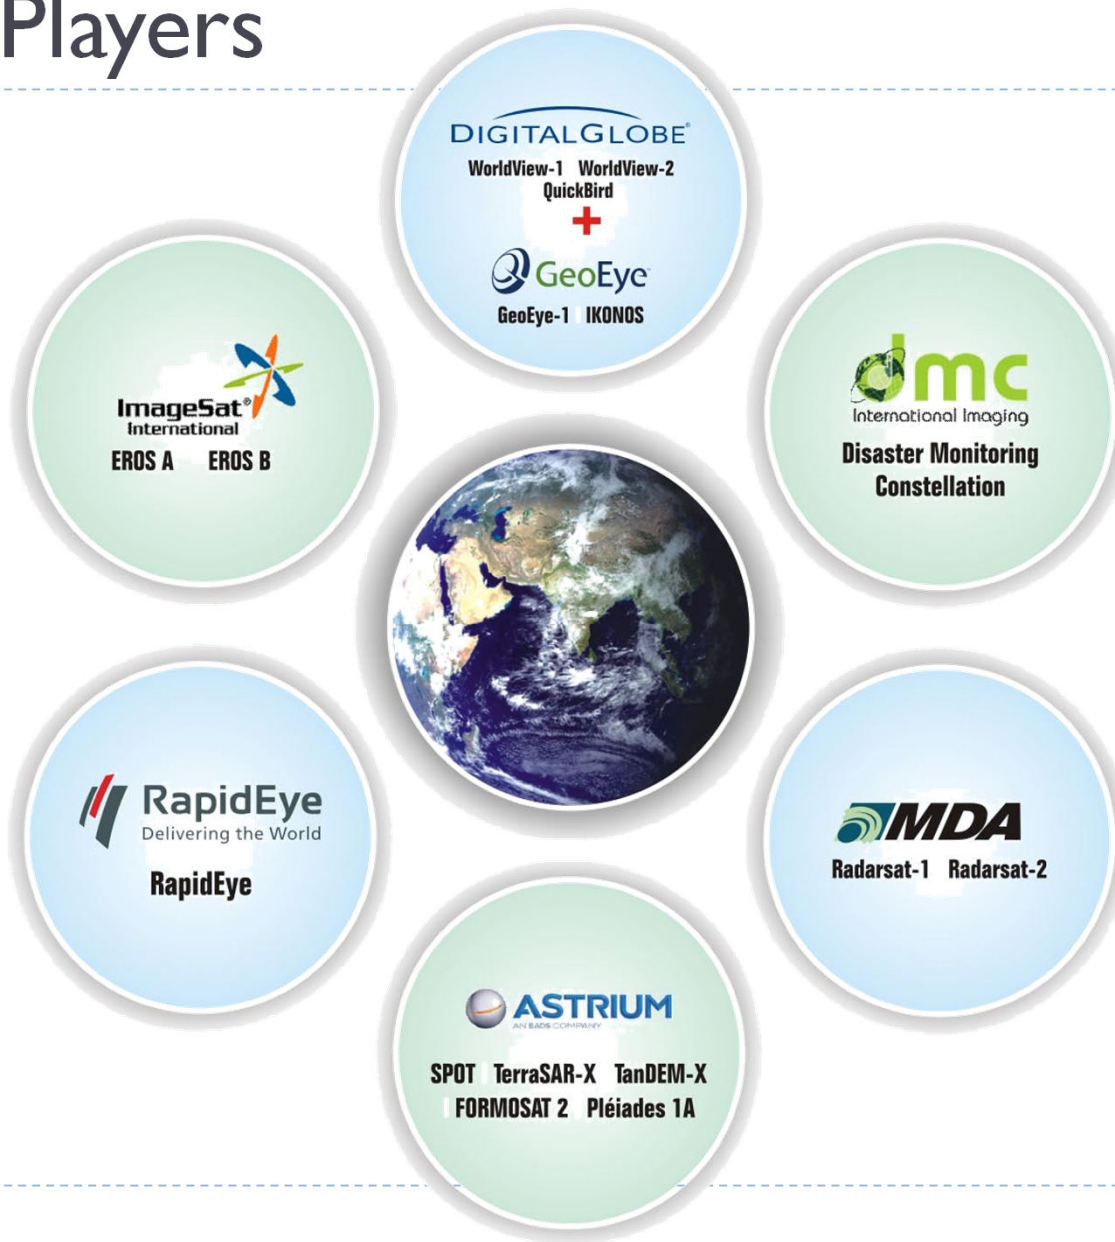 Players
DIGITALGLOBE®
WorldView-1 WorldView-2
QuickBird
+
GeoEye
GeoEye-1 IKONOS
ImageSat®
International
EROS A EROS B
dmc
International Imaging
Disaster Monitoring
Constellation
RapidEye
Delivering the World
RapidEye
MDA
Radarsat-1 Radarsat-2
ASTRIUM
AN EADS COMPANY
SPOT TerraSAR-X TanDEM-X
FORMOSAT 2 Pléiades 1A